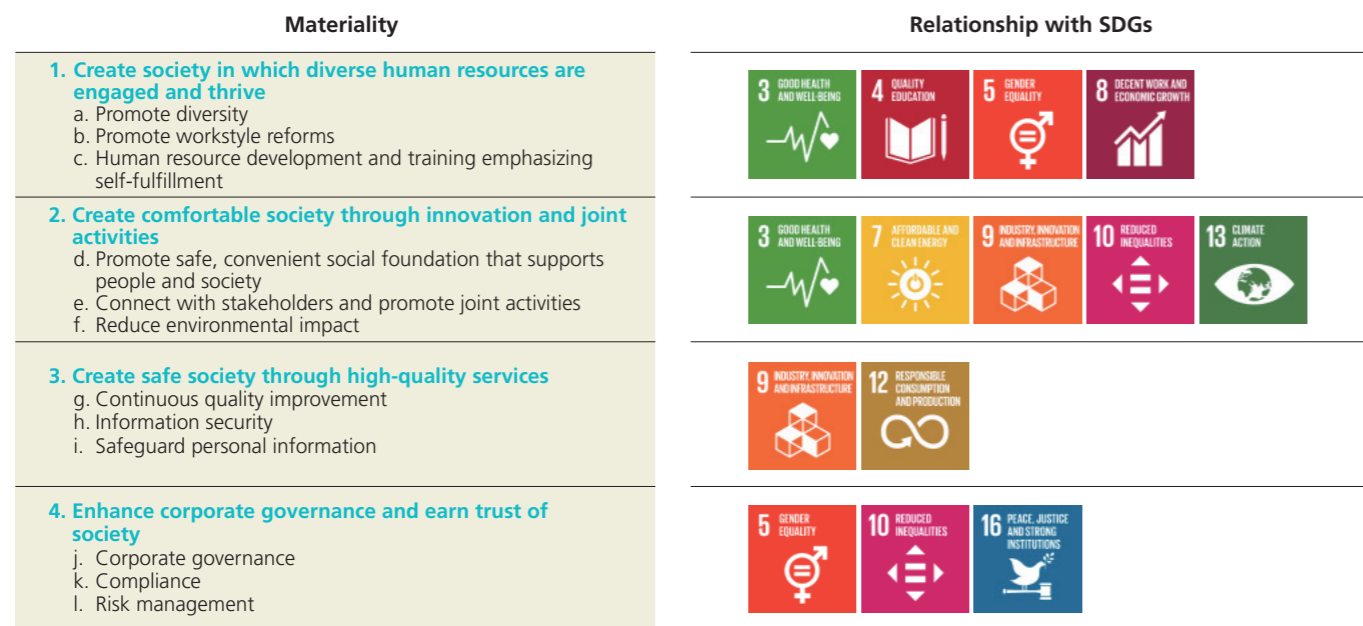 Materiality
Relationship with SDGs
1. Create society in which diverse human resources are
engaged and thrive
a. Promote diversity
b. Promote workstyle reforms
c. Human resource development and training emphasizing
self-fulfillment
3 GOOD HEALTH
AND WELL-BEING
4 QUALITY
EDUCATION
5 GENDER
EQUALITY
8 DECENT WORK AND
ECONOMIC GROWTH
2. Create comfortable society through innovation and joint
activities
d. Promote safe, convenient social foundation that supports
people and society
e. Connect with stakeholders and promote joint activities
f. Reduce environmental impact
3 GOOD HEALTH
AND WELL-BEING
7 AFFORDABLE AND
CLEAN ENERGY
9 INDUSTRY, INNOVATION
AND INFRASTRUCTURE
10 REDUCED
INEQUALITIES
13 CLIMATE
ACTION
3. Create safe society through high-quality services
g. Continuous quality improvement
h. Information security
i. Safeguard personal information
9 INDUSTRY, INNOVATION
AND INFRASTRUCTURE
12 RESPONSIBLE
CONSUMPTION
AND PRODUCTION
4. Enhance corporate governance and earn trust of
society
j. Corporate governance
k. Compliance
l. Risk management
5 GENDER
EQUALITY
10 REDUCED
INEQUALITIES
16 PEACE, JUSTICE
AND STRONG
INSTITUTIONS